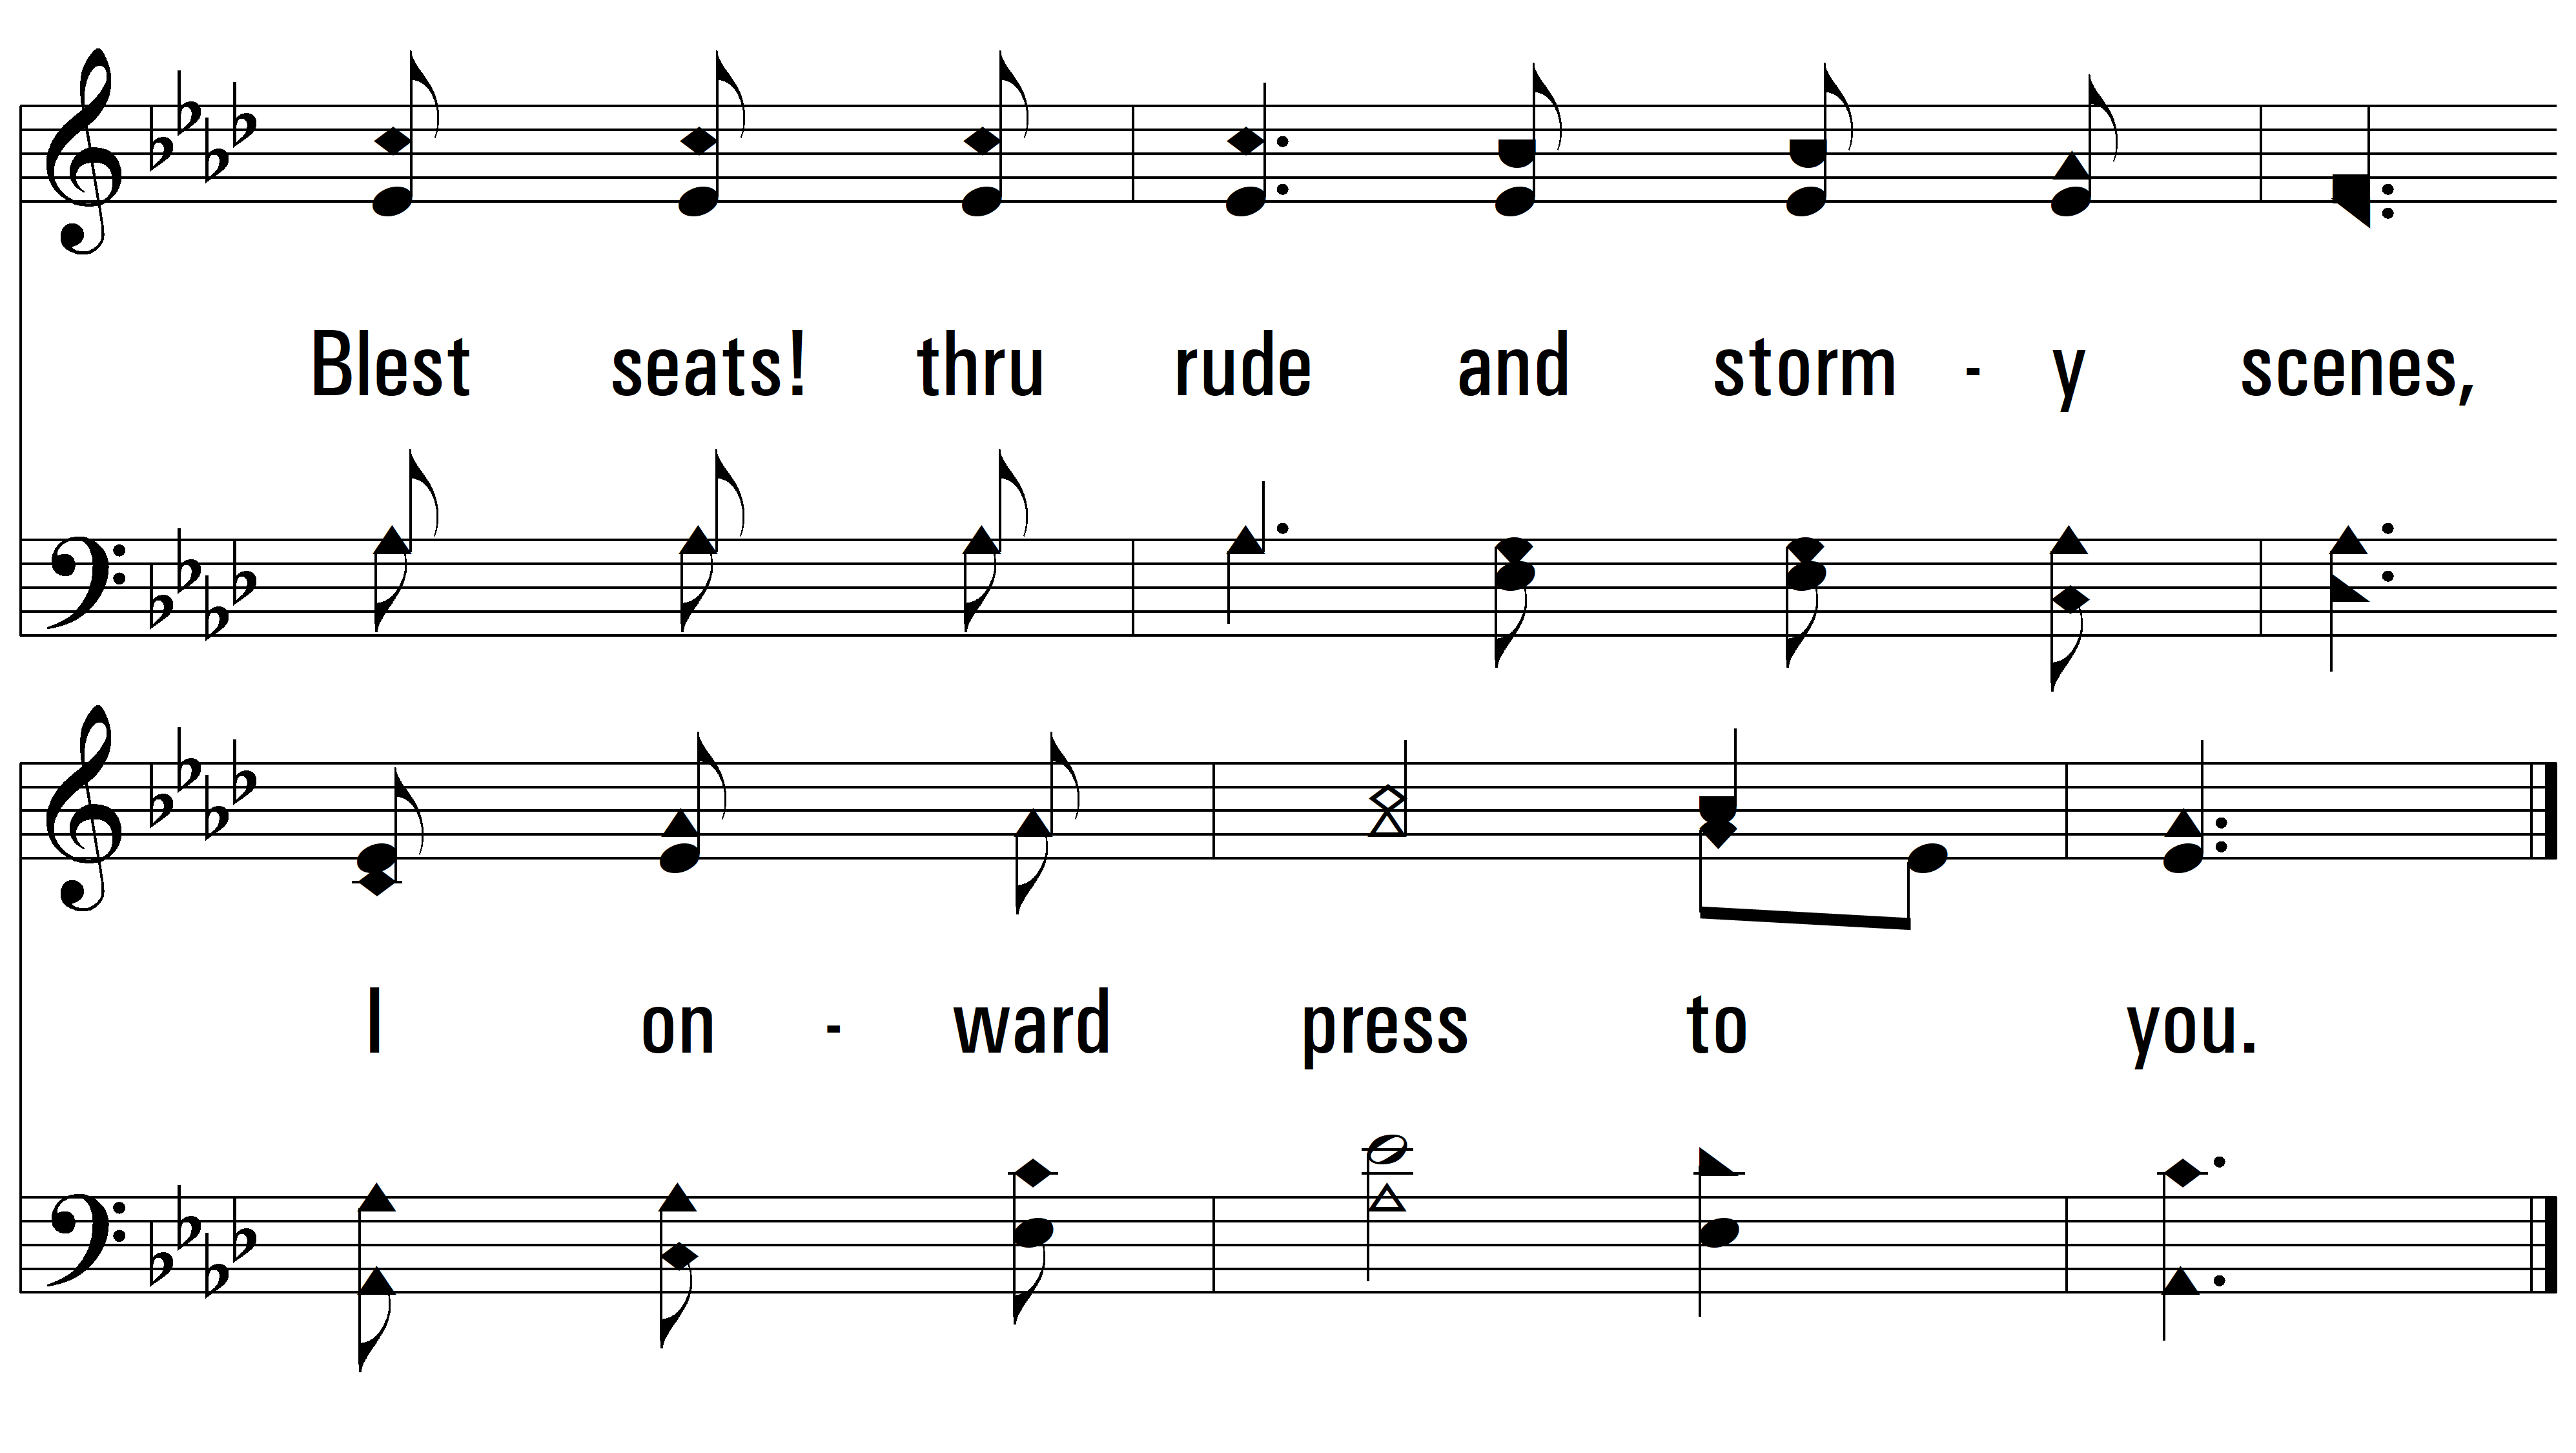 Blest seats! thru rude and storm - y scenes,
I on - ward press to you.